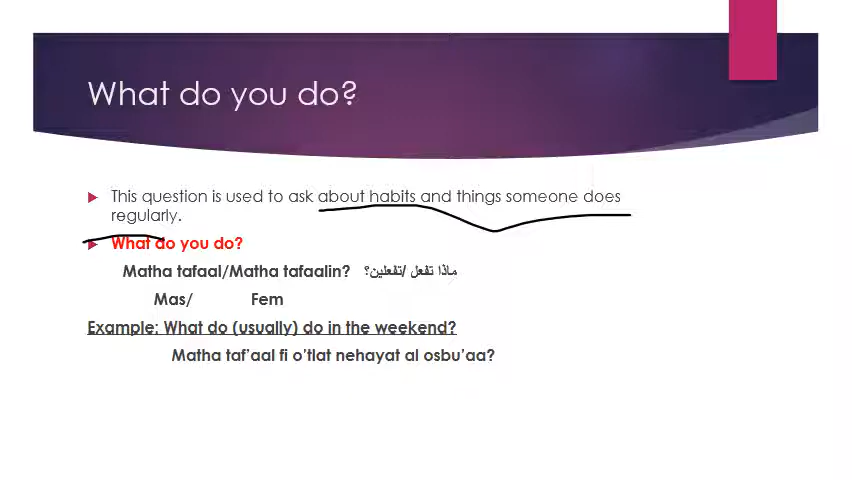 What do you do?
This question is used to ask about habits and things someone does
regularly.
What do you do?
Matha tafaal/Matha tafaalin? ماذا تفعل /تفعلين؟
Mas/ Fem
Example: What do (usually) do in the weekend?
Matha taf’aal fi o’tlat nehayat al osbu’aa?